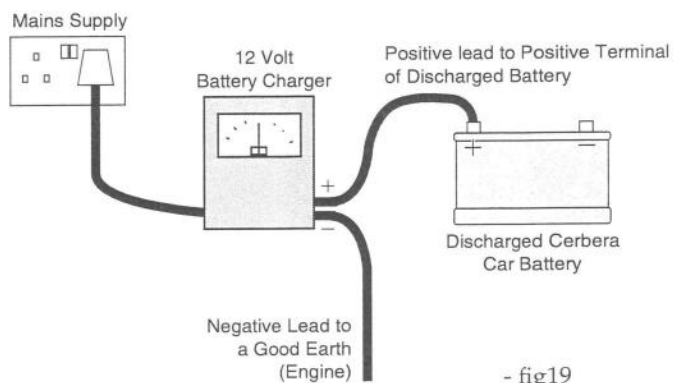 Mains Supply
12 Volt
Battery Charger
Positive lead to Positive Terminal
of Discharged Battery
+
−
+
−
Discharged Cerbera
Car Battery
Negative Lead to
a Good Earth
(Engine)
- fig19